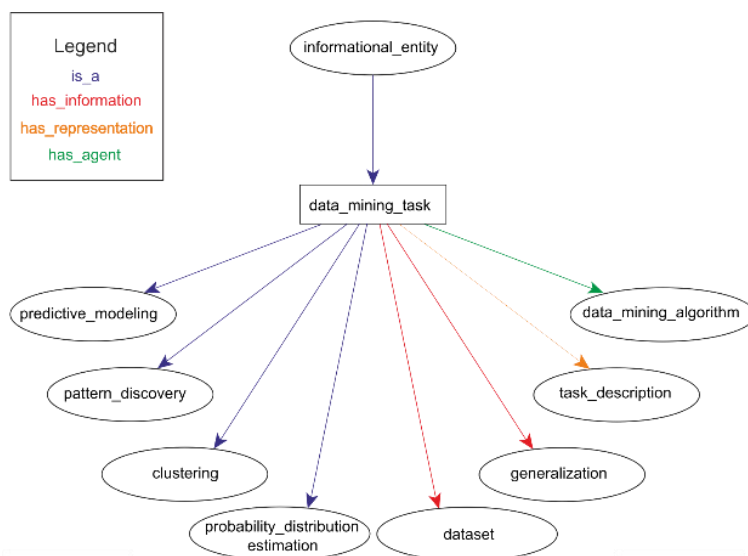 Legend
is_a
has_information
has_representation
has_agent
informational_entity
data_mining_task
predictive_modeling
data_mining_algorithm
pattern_discovery
task_description
clustering
generalization
probability_distribution
estimation
dataset